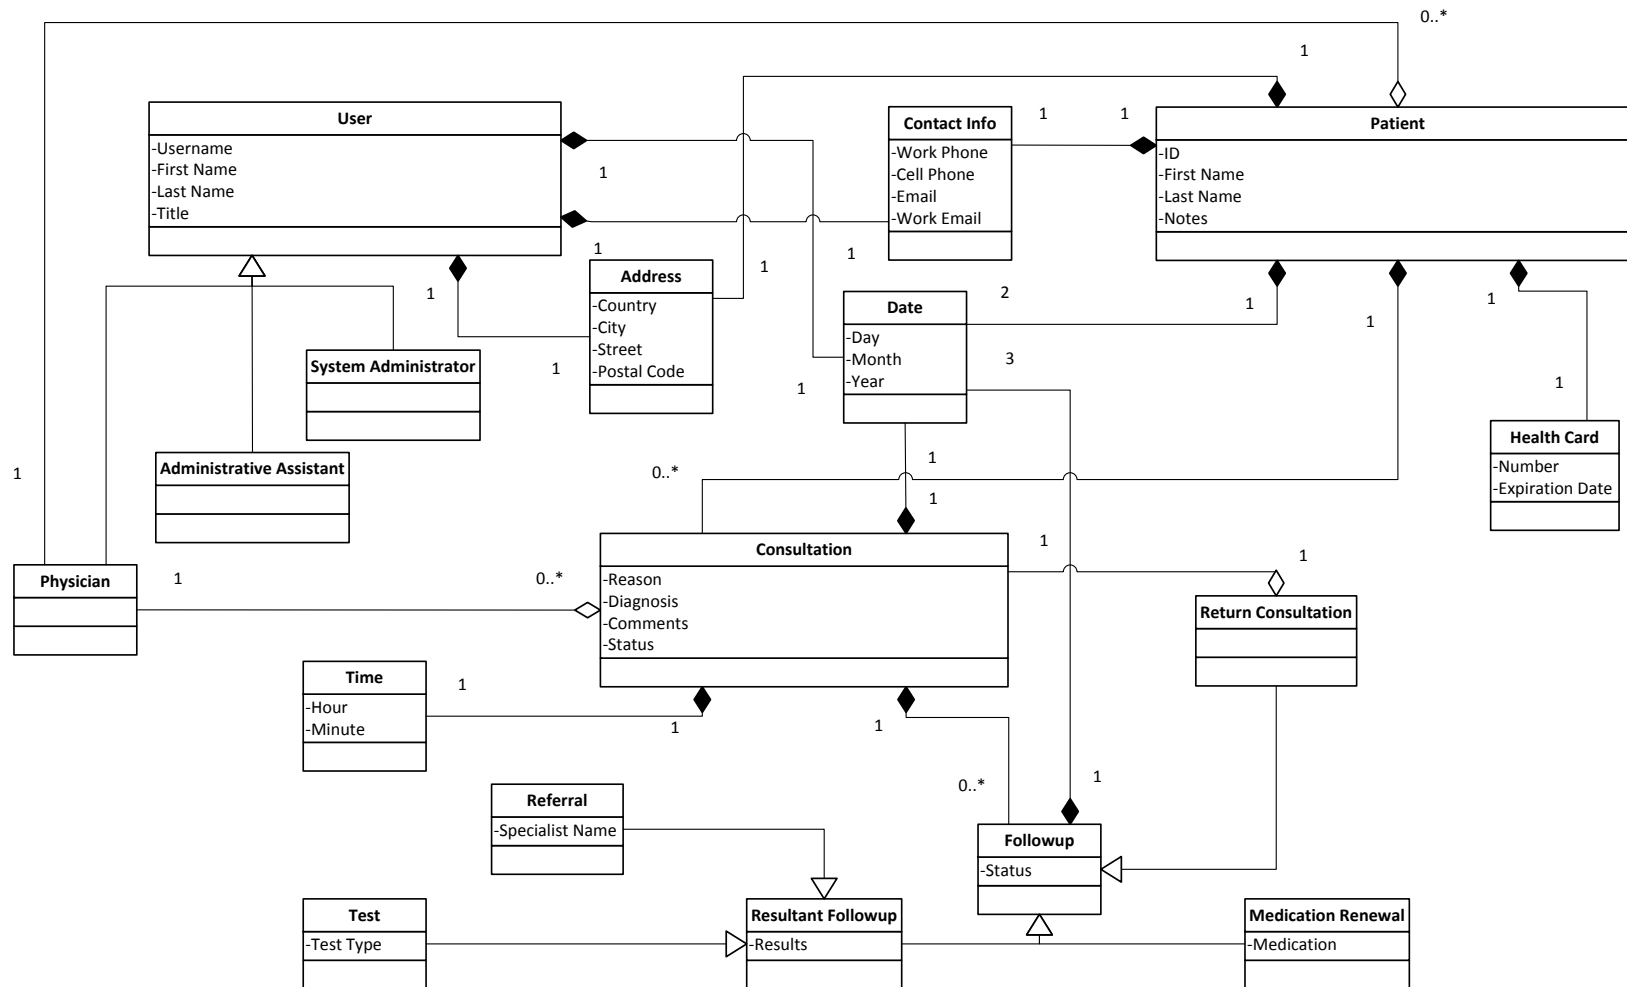 0..*
1
User
-Username
-First Name
-Last Name
-Title
1
1
1
Contact Info
-Work Phone
-Cell Phone
-Email
-Work Email
1
1
Patient
-ID
-First Name
-Last Name
-Notes
Address
-Country
-City
-Street
-Postal Code
1
1
1
Date
-Day
-Month
-Year
2
3
1
1
1
1
1
System Administrator
Administrative Assistant
Health Card
-Number
-Expiration Date
1
0..*
1
1
Consultation
-Reason
-Diagnosis
-Comments
-Status
1
1
Physician
1
0..*
Return Consultation
Time
-Hour
-Minute
1
1
1
0..*
1
Referral
-Specialist Name
Followup
-Status
Test
-Test Type
Resultant Followup
-Results
Medication Renewal
-Medication